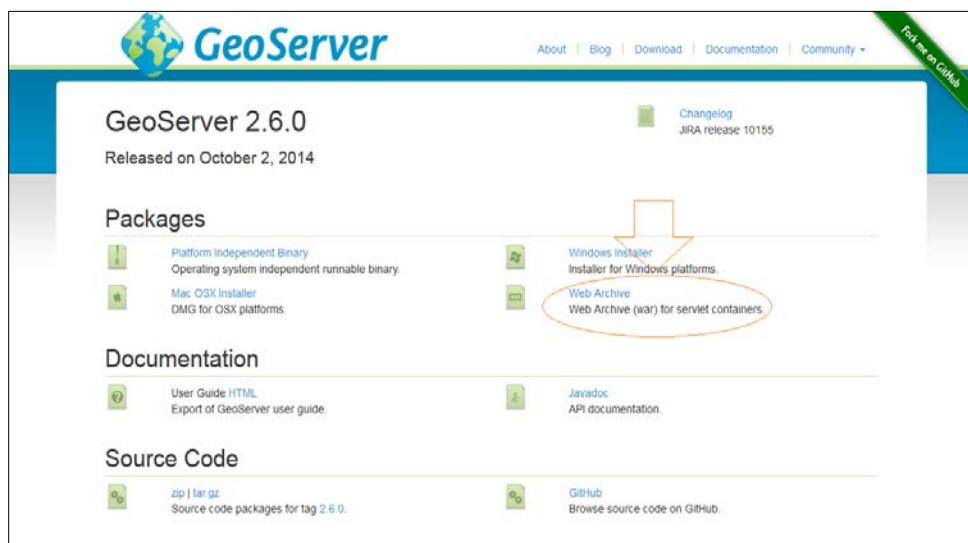 GeoServer
About | Blog | Download | Documentation | Community
Fork me on GitHub
GeoServer 2.6.0
Released on October 2, 2014
Changelog
JIRA release 10155
Packages
Platform Independent Binary
Operating system independent runnable binary.
Windows Installer
Installer for Windows platforms.
Mac OSX Installer
DMG for OSX platforms.
Web Archive
Web Archive (war) for servlet containers.
Documentation
User Guide HTML
Export of GeoServer user guide.
Javadoc
API documentation.
Source Code
zip | tar.gz
Source code packages for tag 2.6.0.
GitHub
Browse source code on GitHub.